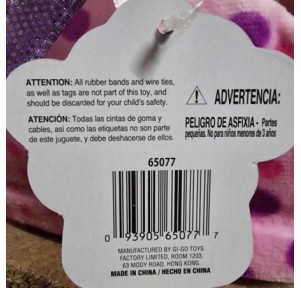 ATTENTION: All rubber bands and wire ties,
as well as tags are not part of this toy, and
should be discarded for your child's safety.
ATENCIÓN: Todas las cintas de goma y
cables, así como las etiquetas no son parte
de este juguete, y debe deshacerse de ellos.
ADVERTENCIA:
PELIGRO DE ASFIXIA - Partes
pequeñas. No para niños menores de 3 años
65077
0 93905 65077 7
MANUFACTURED BY GI-GO TOYS
FACTORY LIMITED, ROOM 1203,
63 MODY ROAD, HONG KONG.
MADE IN CHINA / HECHO EN CHINA